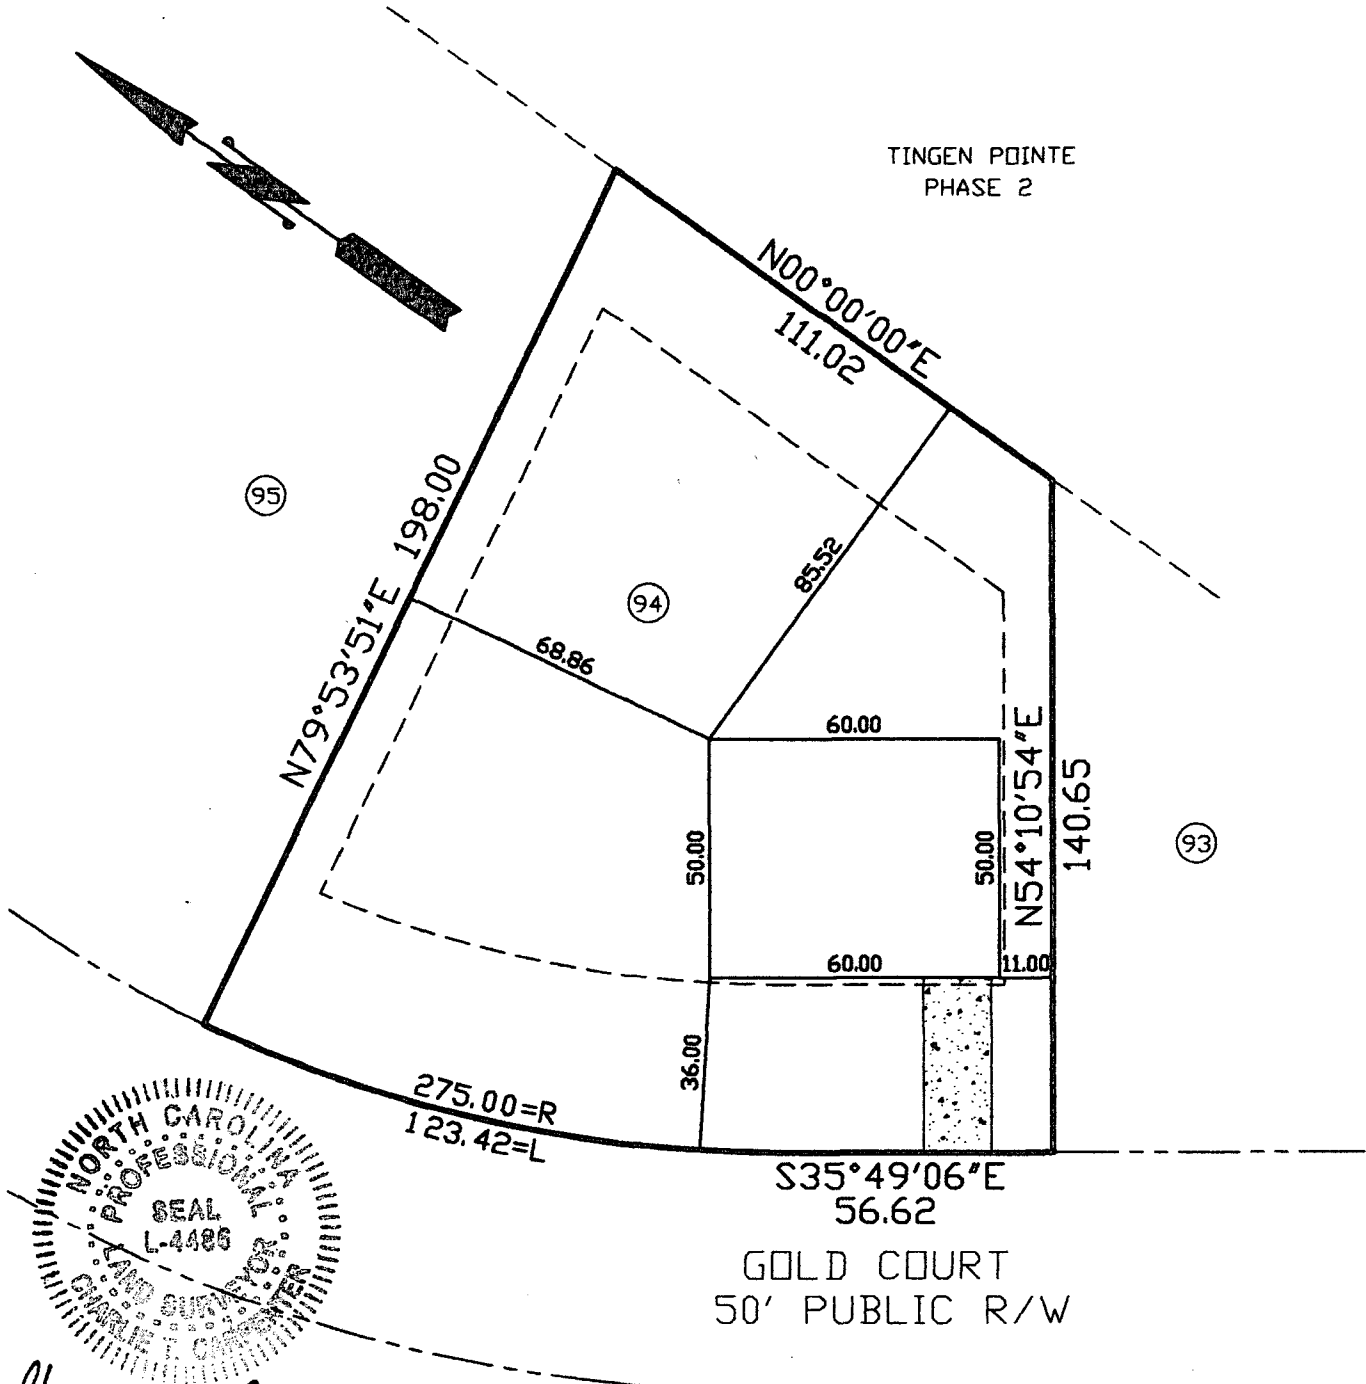 TINGEN POINTE
PHASE 2
N00°00'00"E
111.02
95
N79°53'51"E 198.00
94
85.52
68.86
60.00
50.00
50.00
N54°10'54"E
140.65
93
60.00
11.00
36.00
275.00=R
123.42=L
S35°49'06"E
56.62
GOLD COURT
50' PUBLIC R/W
NORTH CAROLINA
PROFESSIONAL
SEAL
L-4486
LAND SURVEYOR
CHARLIE T. CARPENTER